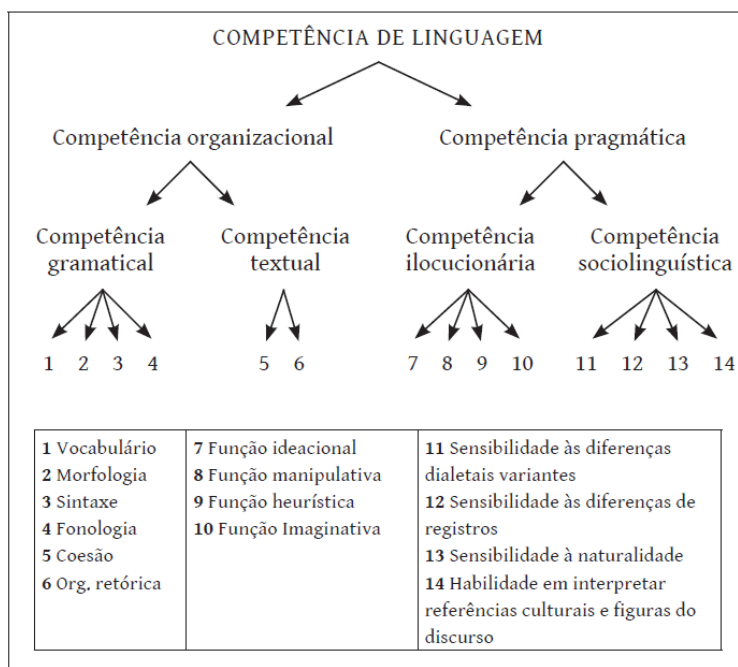 COMPETÊNCIA DE LINGUAGEM
Competência organizacional
Competência pragmática
Competência
gramatical
Competência
textual
Competência
ilocucionária
Competência
sociolinguística
1 2 3 4 5 6 7 8 9 10 11 12 13 14
1 Vocabulário
2 Morfologia
3 Sintaxe
4 Fonologia
5 Coesão
6 Org. retórica
7 Função ideacional
8 Função manipulativa
9 Função heurística
10 Função Imaginativa
11 Sensibilidade às diferenças
dialetais variantes
12 Sensibilidade às diferenças de
registros
13 Sensibilidade à naturalidade
14 Habilidade em interpretar
referências culturais e figuras do
discurso